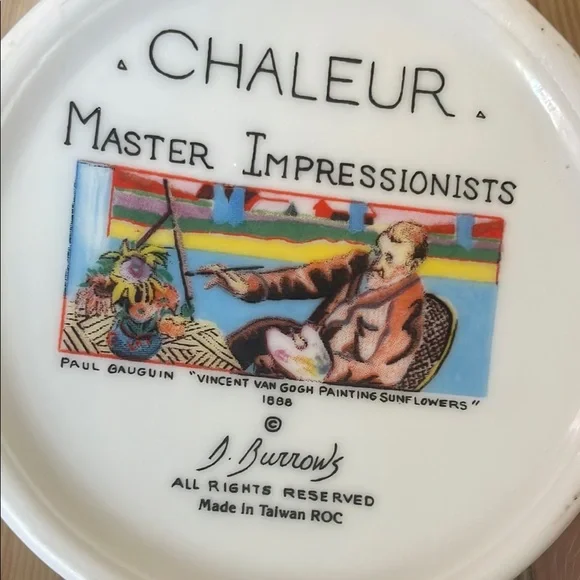 CHALEUR
MASTER IMPRESSIONISTS
PAUL GAUGUIN "VINCENT VAN GOGH PAINTING SUNFLOWERS"
1888
©
D. Burrows
ALL RIGHTS RESERVED
Made in Taiwan ROC